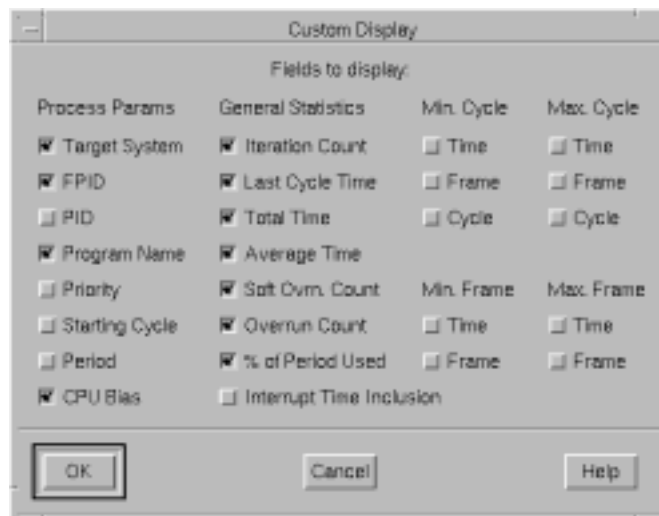 Custom Display
Fields to display:
Process Params General Statistics Min. Cycle Max. Cycle
Target System Iteration Count Time Time
FPID Last Cycle Time Frame Frame
PID Total Time Cycle Cycle
Program Name Average Time
Priority Soft Ovrn. Count Min. Frame Max. Frame
Starting Cycle Overrun Count Time Time
Period % of Period Used Frame Frame
CPU Bias Interrupt Time Inclusion
OK Cancel Help